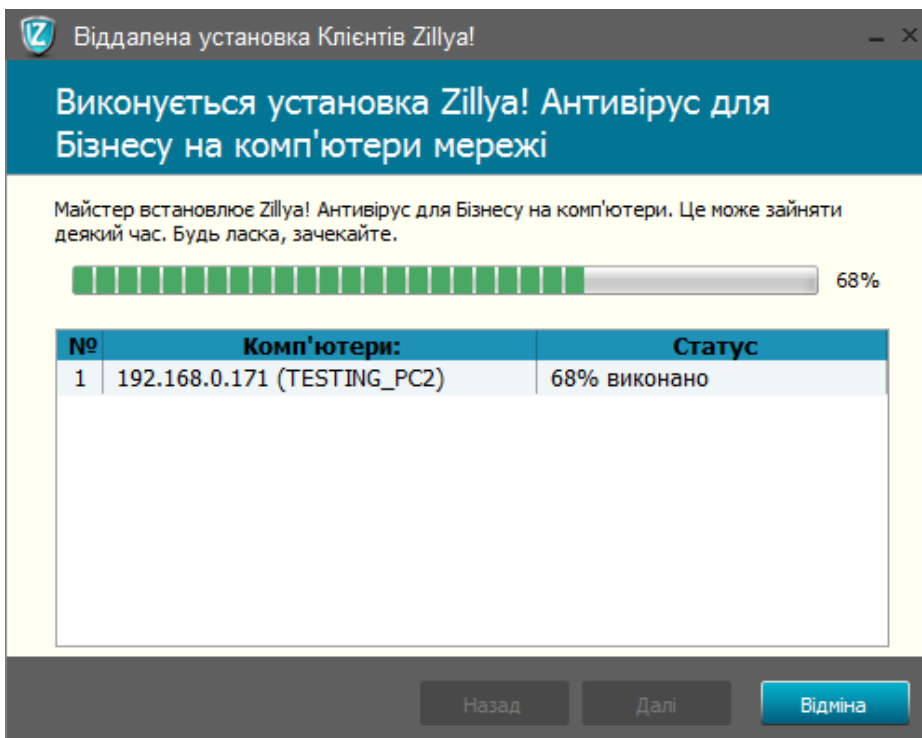 Віддалена установка Клієнтів Zillya!
Виконується установка Zillya! Антивірус для
Бізнесу на комп'ютери мережі
Майстер встановлює Zillya! Антивірус для Бізнесу на комп'ютери. Це може зайняти
деякий час. Будь ласка, зачекайте.
68%
№ Комп'ютери: Статус
1 192.168.0.171 (TESTING_PC2) 68% виконано
Назад Далі Відміна